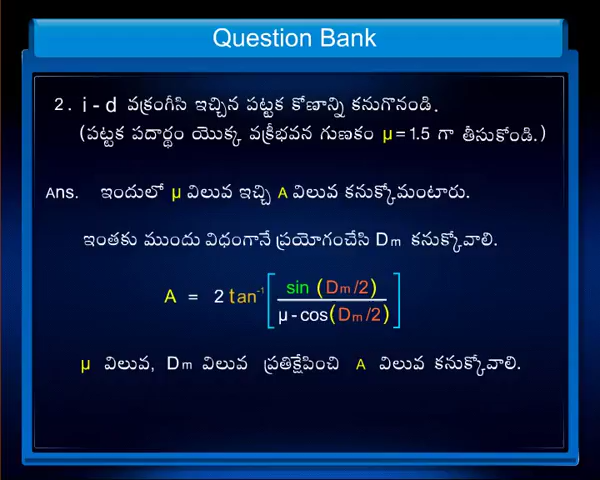 Question Bank
2. i - d వక్రంగీసి ఇచ్చిన పట్టక కోణాన్ని కనుగొనండి.
(పట్టక పదార్థం యొక్క వక్రీభవన గుణకం μ = 1.5 గా తీసుకోండి.)
Ans. ఇందులో μ విలువ ఇచ్చి A విలువ కనుక్కోమంటారు.
ఇంతకు ముందు విధంగానే ప్రయోగంచేసి Dm కనుక్కోవాలి.
A = 2 tan⁻¹ [ sin (Dm/2) / μ - cos(Dm/2) ]
μ విలువ, Dm విలువ ప్రతిక్షేపించి A విలువ కనుక్కోవాలి.